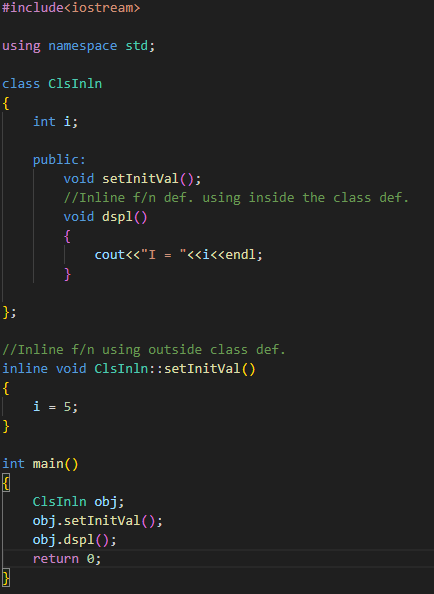 #include<iostream>
using namespace std;
class ClsInln
{
    int i;
    public:
        void setInitVal();
        //Inline f/n def. using inside the class def.
        void dspl()
        {
            cout<<"I = "<<i<<endl;
        }
};
//Inline f/n using outside class def.
inline void ClsInln::setInitVal()
{
    i = 5;
}
int main()
{
    ClsInln obj;
    obj.setInitVal();
    obj.dspl();
    return 0;
}